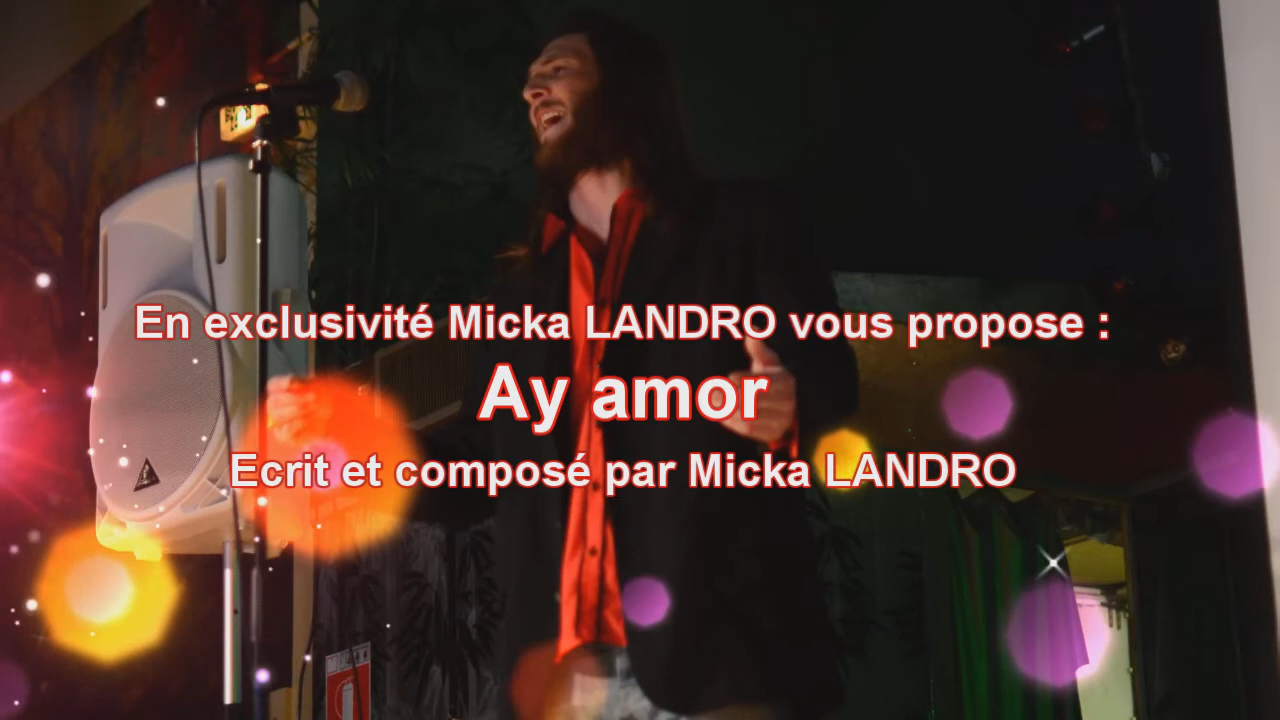 En exclusivité Micka LANDRO vous propose :
Ay amor
Ecrit et composé par Micka LANDRO